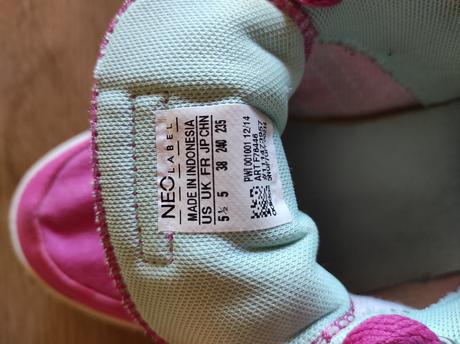 NEO
LABEL
MADE IN INDONESIA
US UK FR JP CHN
5½ 5 38 240 235
PWI 001001 12/14
ART F76446